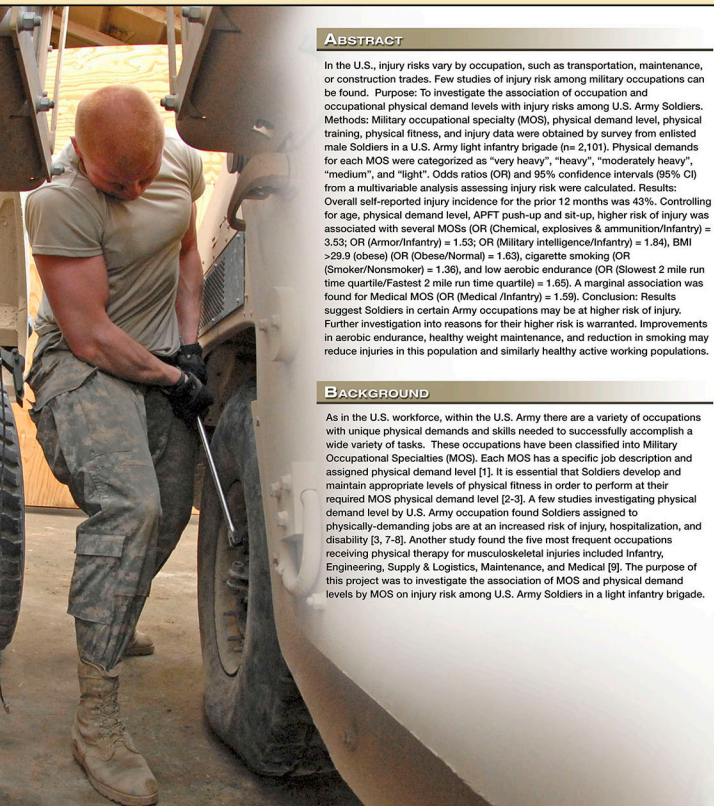 ABSTRACT
In the U.S., injury risks vary by occupation, such as transportation, maintenance,
or construction trades. Few studies of injury risk among military occupations can
be found.  Purpose: To investigate the association of occupation and
occupational physical demand levels with injury risks among U.S. Army Soldiers.
Methods: Military occupational specialty (MOS), physical demand level, physical
training, physical fitness, and injury data were obtained by survey from enlisted
male Soldiers in a U.S. Army light infantry brigade (n= 2,101). Physical demands
for each MOS were categorized as “very heavy”, “heavy”, “moderately heavy”,
“medium”, and “light”. Odds ratios (OR) and 95% confidence intervals (95% CI)
from a multivariable analysis assessing injury risk were calculated. Results:
Overall self-reported injury incidence for the prior 12 months was 43%. Controlling
for age, physical demand level, APFT push-up and sit-up, higher risk of injury was
associated with several MOSs (OR (Chemical, explosives & ammunition/Infantry) =
3.53; OR (Armor/Infantry) = 1.53; OR (Military intelligence/Infantry) = 1.84), BMI
>29.9 (obese) (OR (Obese/Normal) = 1.63), cigarette smoking (OR
(Smoker/Nonsmoker) = 1.36), and low aerobic endurance (OR (Slowest 2 mile run
time quartile/Fastest 2 mile run time quartile) = 1.65). A marginal association was
found for Medical MOS (OR (Medical /Infantry) = 1.59). Conclusion: Results
suggest Soldiers in certain Army occupations may be at higher risk of injury.
Further investigation into reasons for their higher risk is warranted. Improvements
in aerobic endurance, healthy weight maintenance, and reduction in smoking may
reduce injuries in this population and similarly healthy active working populations.
BACKGROUND
As in the U.S. workforce, within the U.S. Army there are a variety of occupations
with unique physical demands and skills needed to successfully accomplish a
wide variety of tasks.  These occupations have been classified into Military
Occupational Specialties (MOS). Each MOS has a specific job description and
assigned physical demand level [1]. It is essential that Soldiers develop and
maintain appropriate levels of physical fitness in order to perform at their
required MOS physical demand level [2-3]. A few studies investigating physical
demand level by U.S. Army occupation found Soldiers assigned to
physically-demanding jobs are at an increased risk of injury, hospitalization, and
disability [3, 7-8]. Another study found the five most frequent occupations
receiving physical therapy for musculoskeletal injuries included Infantry,
Engineering, Supply & Logistics, Maintenance, and Medical [9]. The purpose of
this project was to investigate the association of MOS and physical demand
levels by MOS on injury risk among U.S. Army Soldiers in a light infantry brigade.